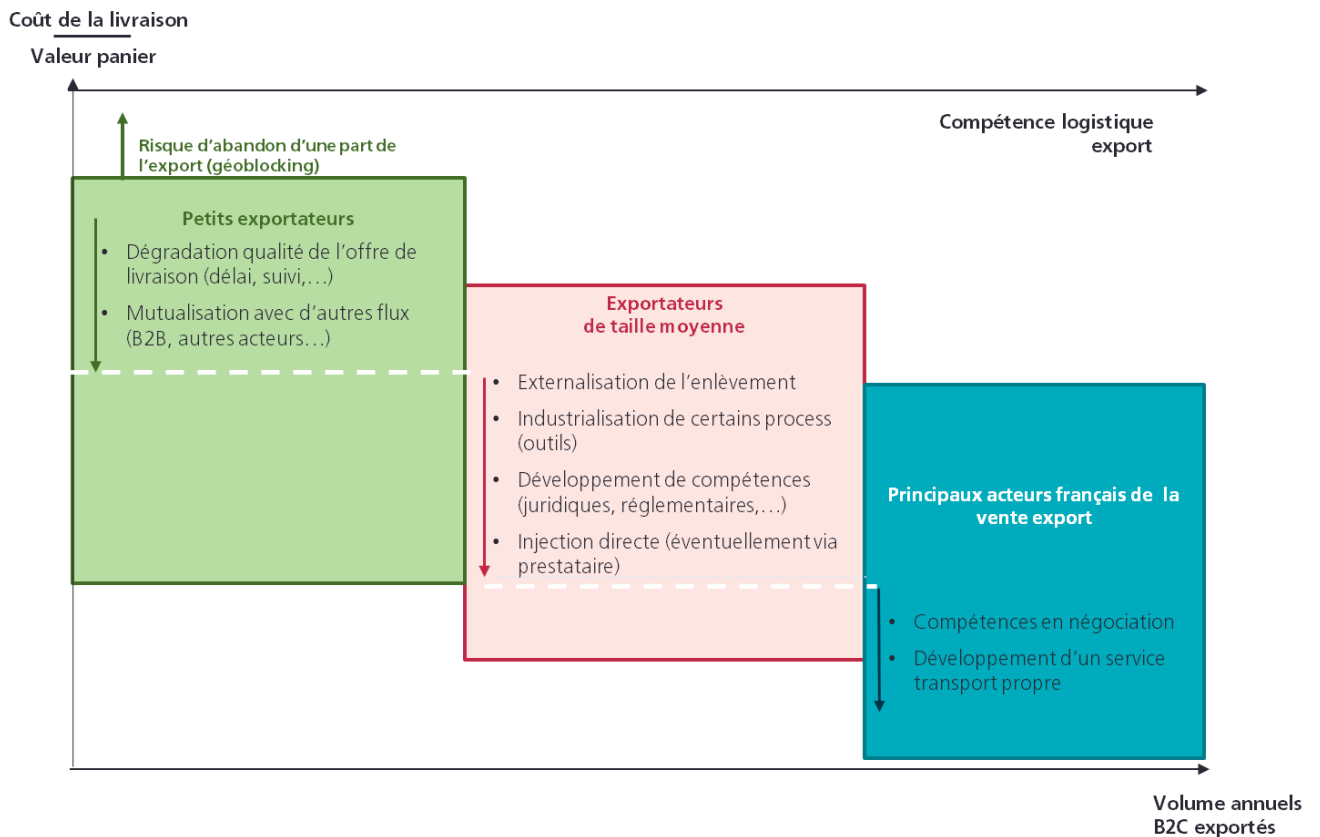 Coût de la livraison
Valeur panier
Compétence logistique
export
Risque d'abandon d'une part de
l'export (géoblocking)
Petits exportateurs
• Dégradation qualité de l'offre de
livraison (délai, suivi,…)
• Mutualisation avec d'autres flux
(B2B, autres acteurs…)
Exportateurs
de taille moyenne
• Externalisation de l'enlèvement
• Industrialisation de certains process
(outils)
• Développement de compétences
(juridiques, réglementaires,…)
• Injection directe (éventuellement via
prestataire)
Principaux acteurs français de la
vente export
• Compétences en négociation
• Développement d'un service
transport propre
Volume annuels
B2C exportés